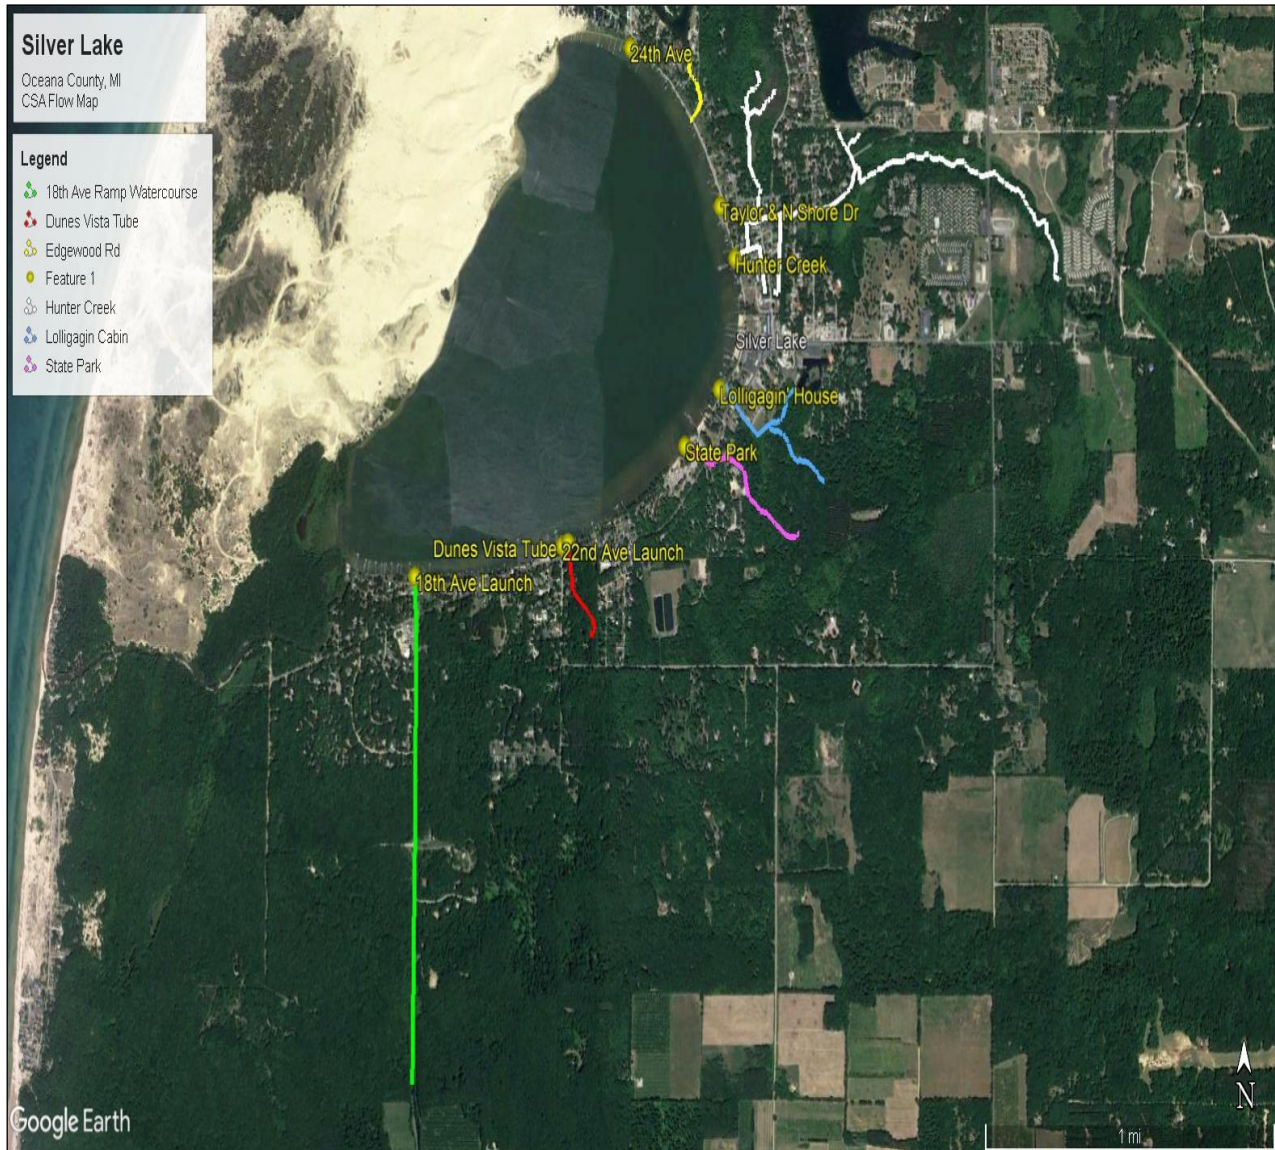 Silver Lake
Oceana County, MI
CSA Flow Map
Legend
18th Ave Ramp Watercourse
Dunes Vista Tube
Edgewood Rd
Feature 1
Hunter Creek
Lolligagin Cabin
State Park
24th Ave
Taylor & N Shore Dr
Hunter Creek
Silver Lake
Lolligagin' House
State Park
Dunes Vista Tube
22nd Ave Launch
18th Ave Launch
N
Google Earth
1 mi